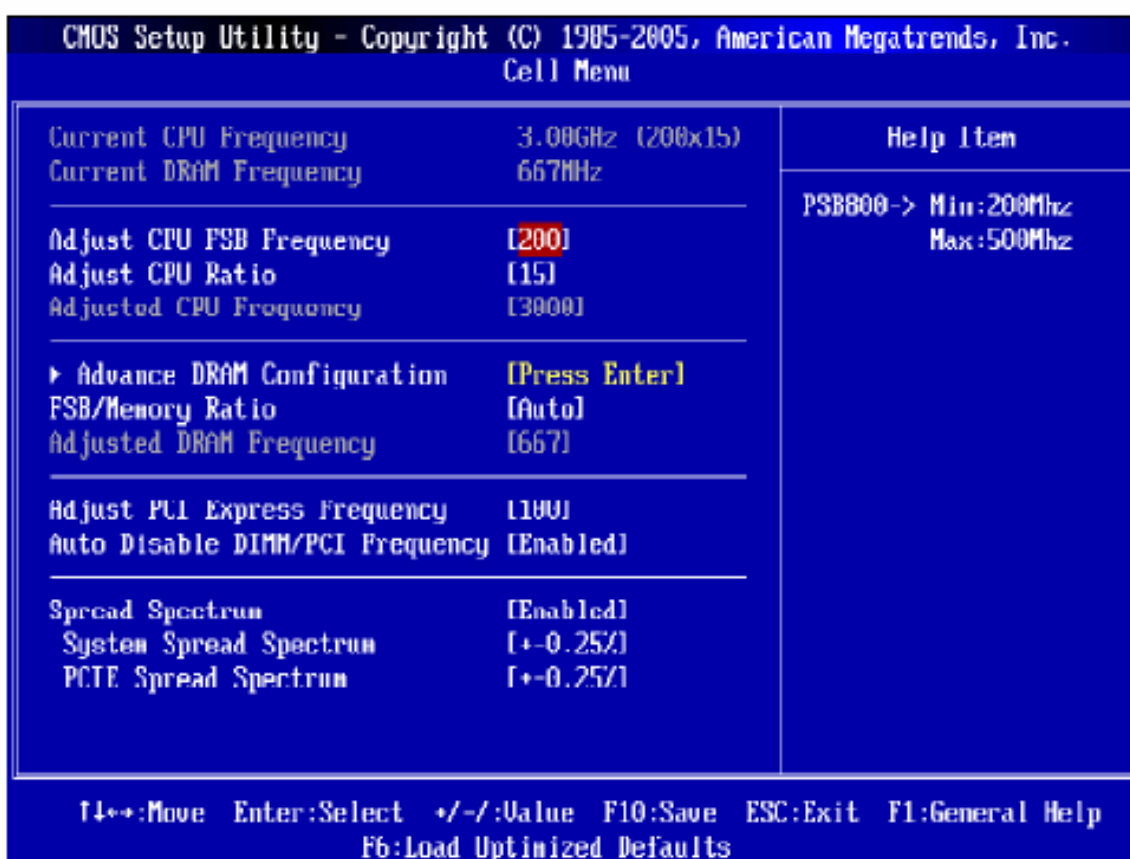 CMOS Setup Utility - Copyright (C) 1985-2005, American Megatrends, Inc.
Cell Menu
Current CPU Frequency 3.00GHz (200x15)
Current DRAM Frequency 667MHz
Help Item
PSB800-> Min:200Mhz
Max:500Mhz
Adjust CPU FSB Frequency [200]
Adjust CPU Ratio [15]
Adjusted CPU Frequency [3000]
▸ Advance DRAM Configuration [Press Enter]
FSB/Memory Ratio [Auto]
Adjusted DRAM Frequency [667]
Adjust PCI Express Frequency [100]
Auto Disable DIMM/PCI Frequency [Enabled]
Spread Spectrum [Enabled]
System Spread Spectrum [+-0.25%]
PCIE Spread Spectrum [+-0.25%]
↑↓←→:Move Enter:Select +/-/:Value F10:Save ESC:Exit F1:General Help
F6:Load Optimized Defaults